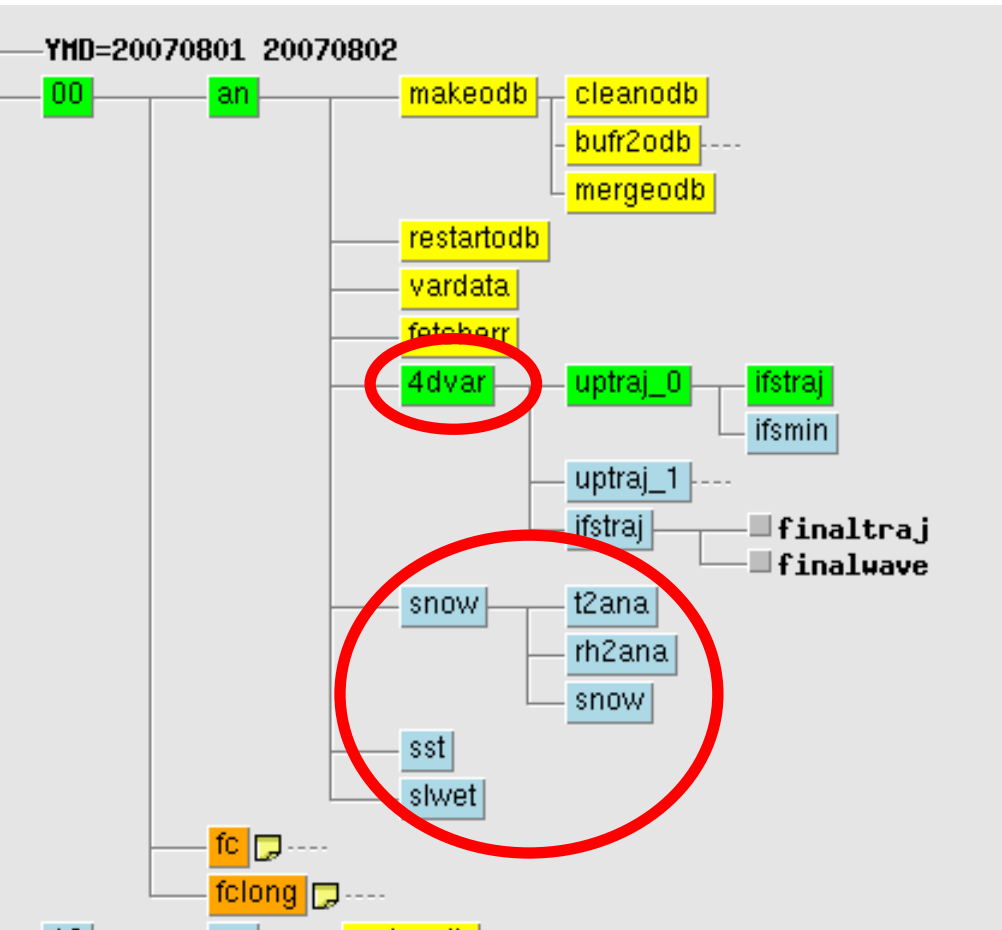 YMD=20070801 20070802
00 an makeodb cleanodb
bufr2odb
mergeodb
restartodb
vardata
fetcherr
4dvar uptraj_0 ifstraj
ifsmin
uptraj_1
ifstraj finaltraj
finalwave
snow t2ana
rh2ana
snow
sst
slwet
fc
fclong